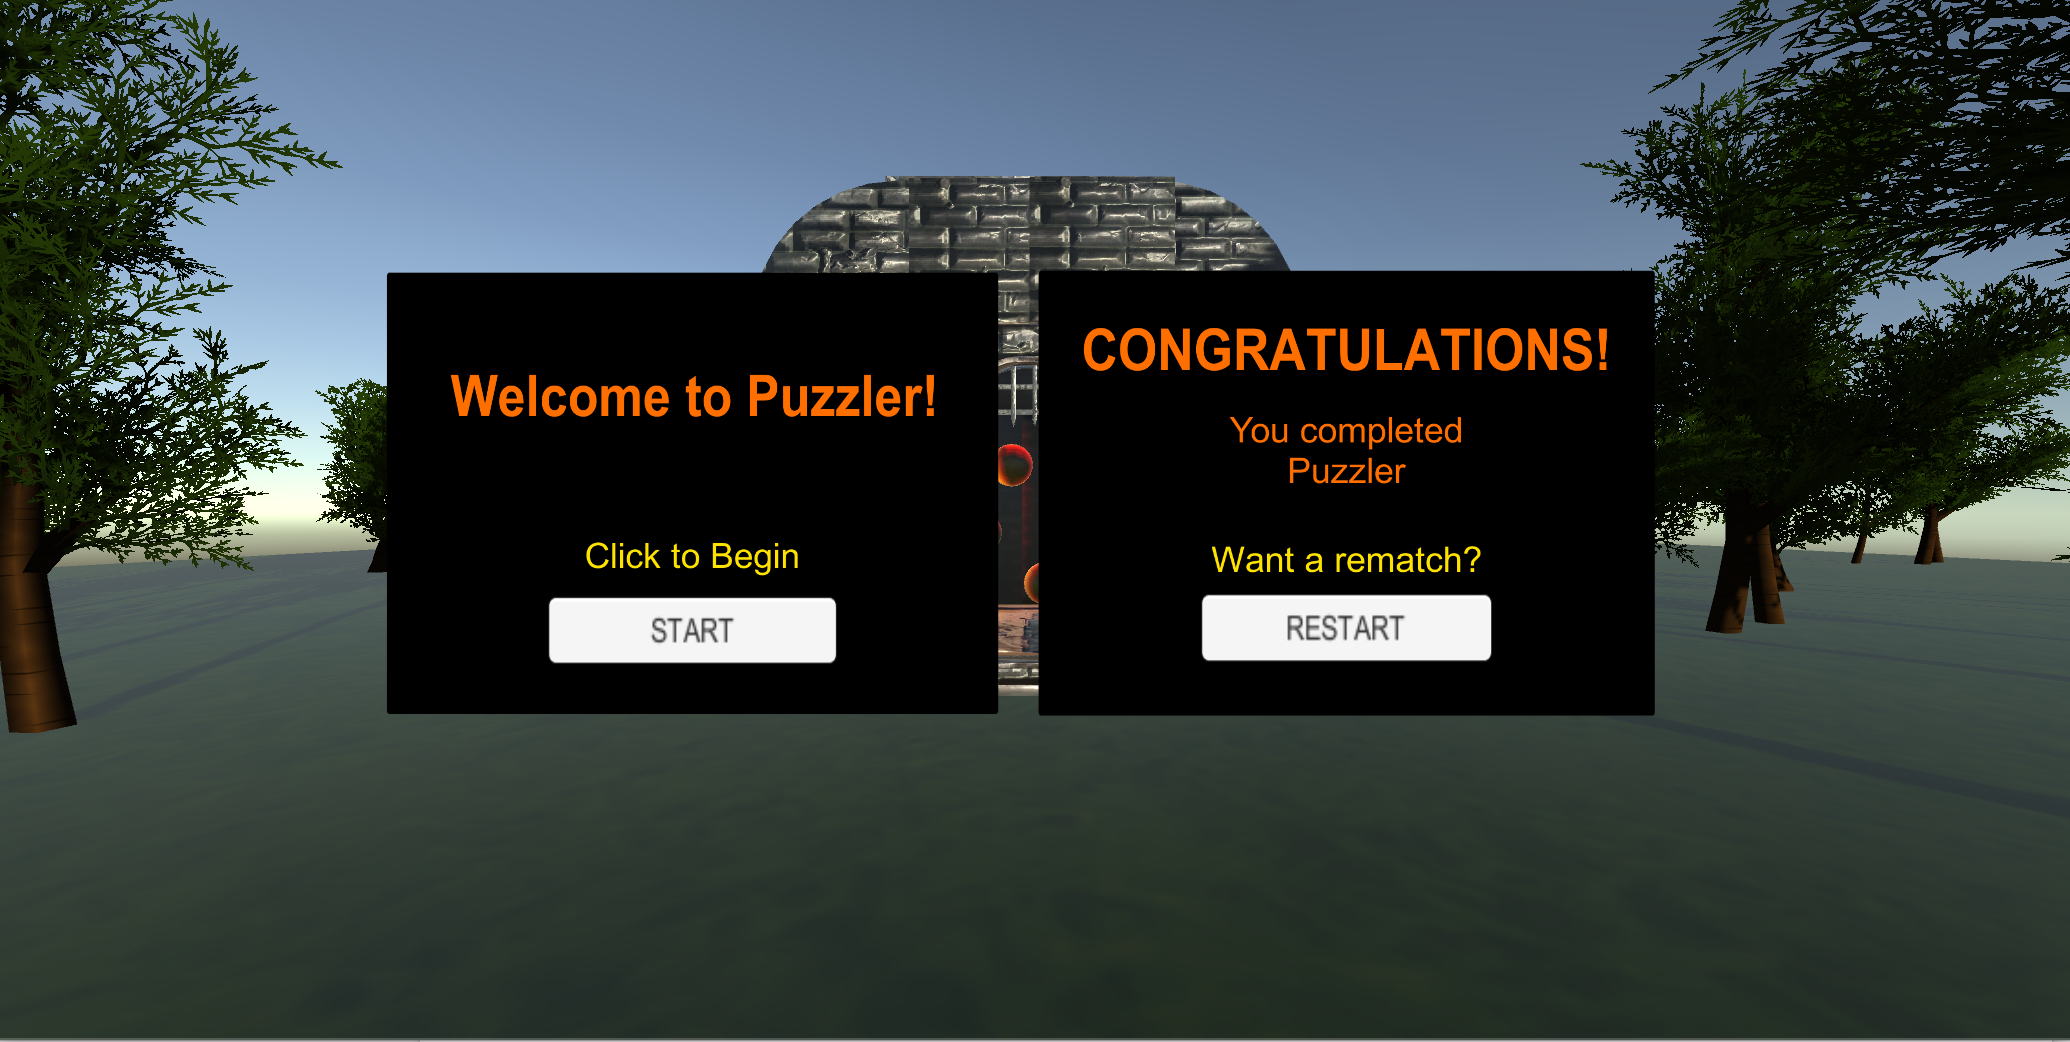 Welcome to Puzzler!
Click to Begin
START
CONGRATULATIONS!
You completed
Puzzler
Want a rematch?
RESTART